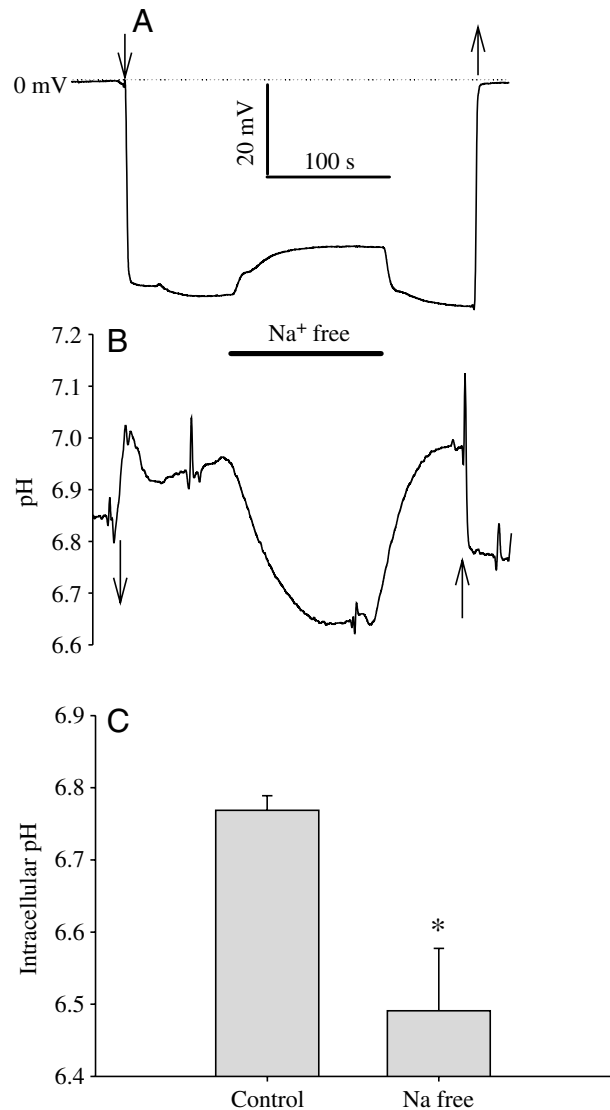 A
0 mV
20 mV
100 s
B
Na+ free
7.2
7.1
7.0
6.9
6.8
6.7
6.6
pH
C
6.9
6.8
6.7
6.6
6.5
6.4
Intracellular pH
*
Control
Na free